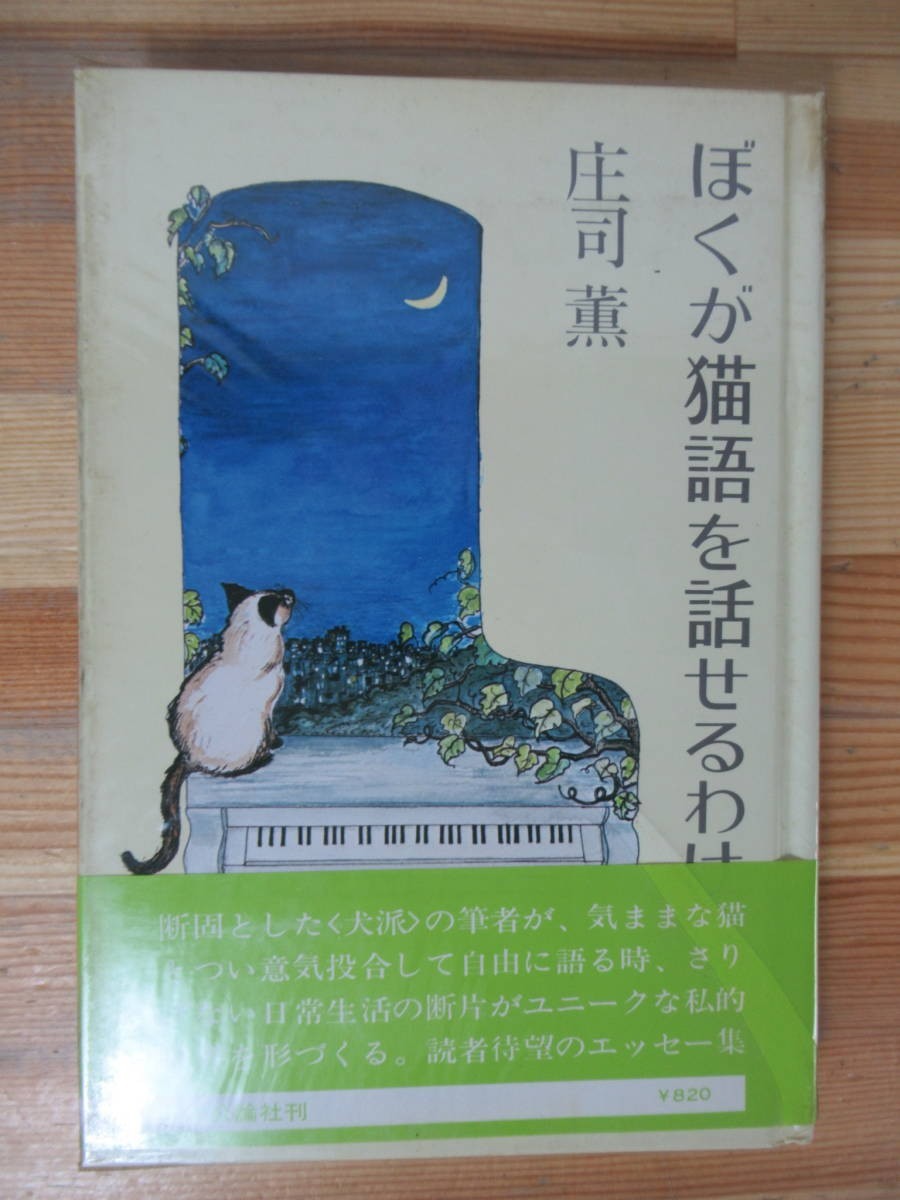 ぼくが猫語を話せるわけ
庄司薫
断固とした〈犬派〉の筆者が、気ままな猫
つい意気投合して自由に語る時、さり
い日常生活の断片がユニークな私的
を形づくる。読者待望のエッセー集
論社刊
¥820